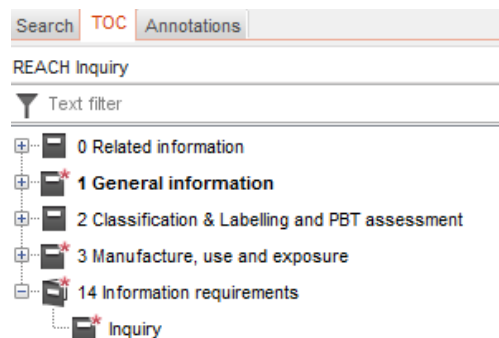 Search TOC Annotations
REACH Inquiry
Text filter
0 Related information
1 General information
2 Classification & Labelling and PBT assessment
3 Manufacture, use and exposure
14 Information requirements
Inquiry